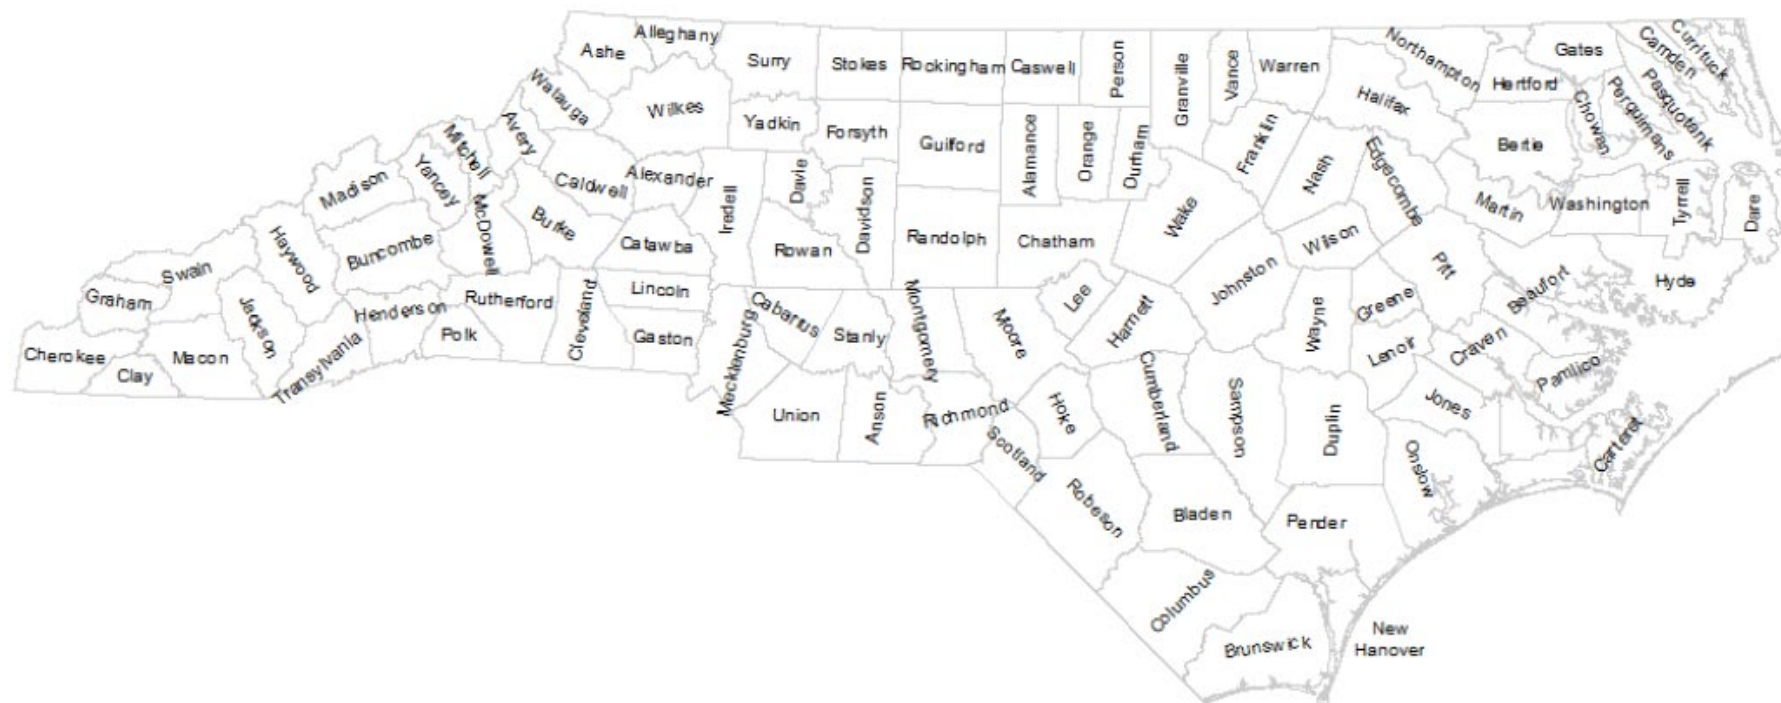 Ashe
Alleghany
Surry
Stokes
Rockingham
Caswell
Person
Granville
Vance
Warren
Northampton
Gates
Camden
Currituck
Hertford
Halifax
Pasquotank
Perquimans
Chowan
Bertie
Watauga
Wilkes
Yadkin
Forsyth
Guilford
Alamance
Orange
Durham
Franklin
Nash
Edgecombe
Martin
Washington
Tyrrell
Dare
Avery
Mitchell
Yancey
Madison
Caldwell
Alexander
Iredell
Davie
Davidson
Randolph
Chatham
Wake
Wilson
Pitt
Beaufort
Hyde
Haywood
Buncombe
McDowell
Burke
Catawba
Rowan
Johnston
Greene
Swain
Graham
Jackson
Henderson
Rutherford
Lincoln
Cleveland
Gaston
Polk
Cabarrus
Stanly
Montgomery
Moore
Lee
Harnett
Wayne
Lenoir
Craven
Pamlico
Cherokee
Clay
Macon
Transylvania
Mecklenburg
Union
Anson
Richmond
Hoke
Scotland
Cumberland
Sampson
Duplin
Jones
Carteret
Onslow
Robeson
Bladen
Pender
Columbus
Brunswick
New
Hanover